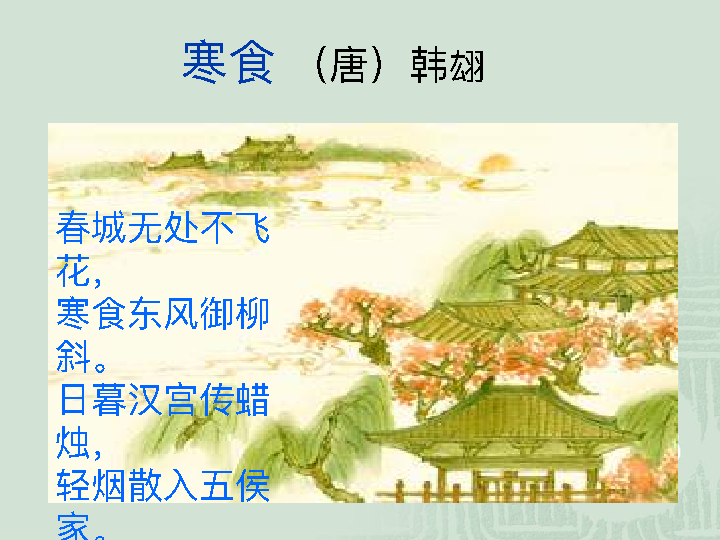 寒食 （唐）韩翃
春城无处不飞
花，
寒食东风御柳
斜。
日暮汉宫传蜡
烛，
轻烟散入五侯
家。